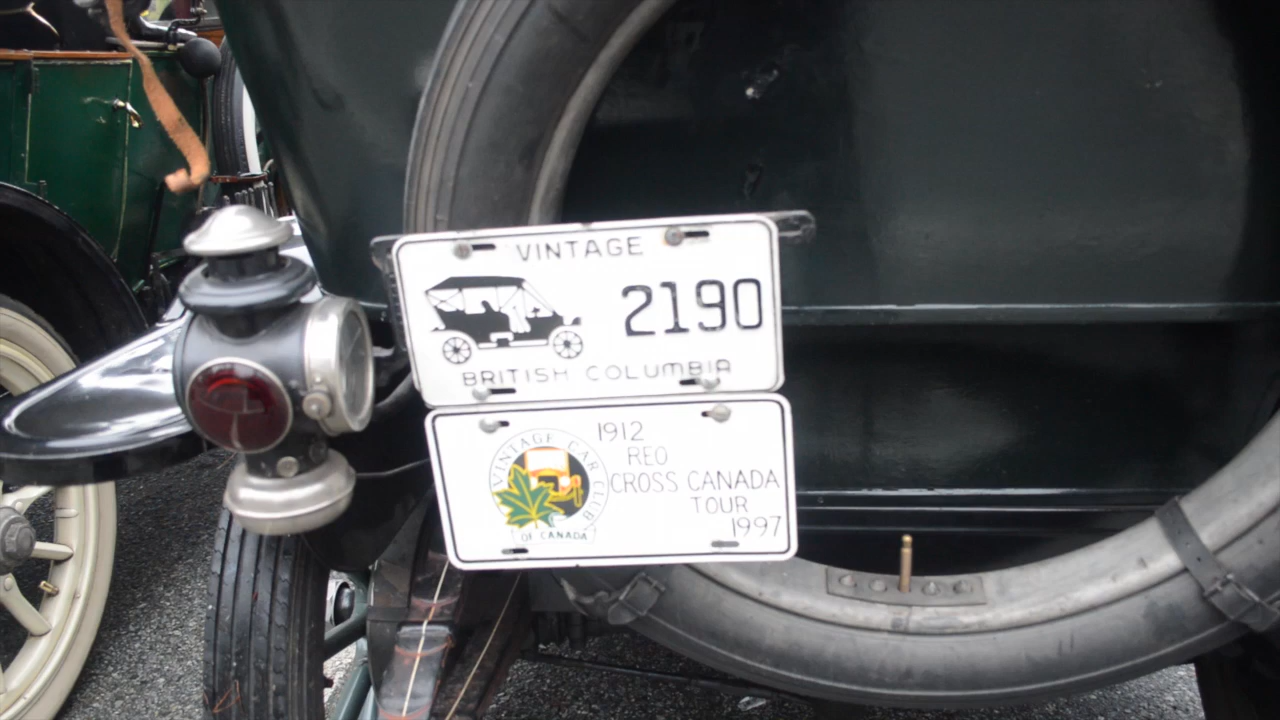 VINTAGE
2190
BRITISH COLUMBIA
VINTAGE CAR CLUB
OF CANADA
1912
REO
CROSS CANADA
TOUR
1997